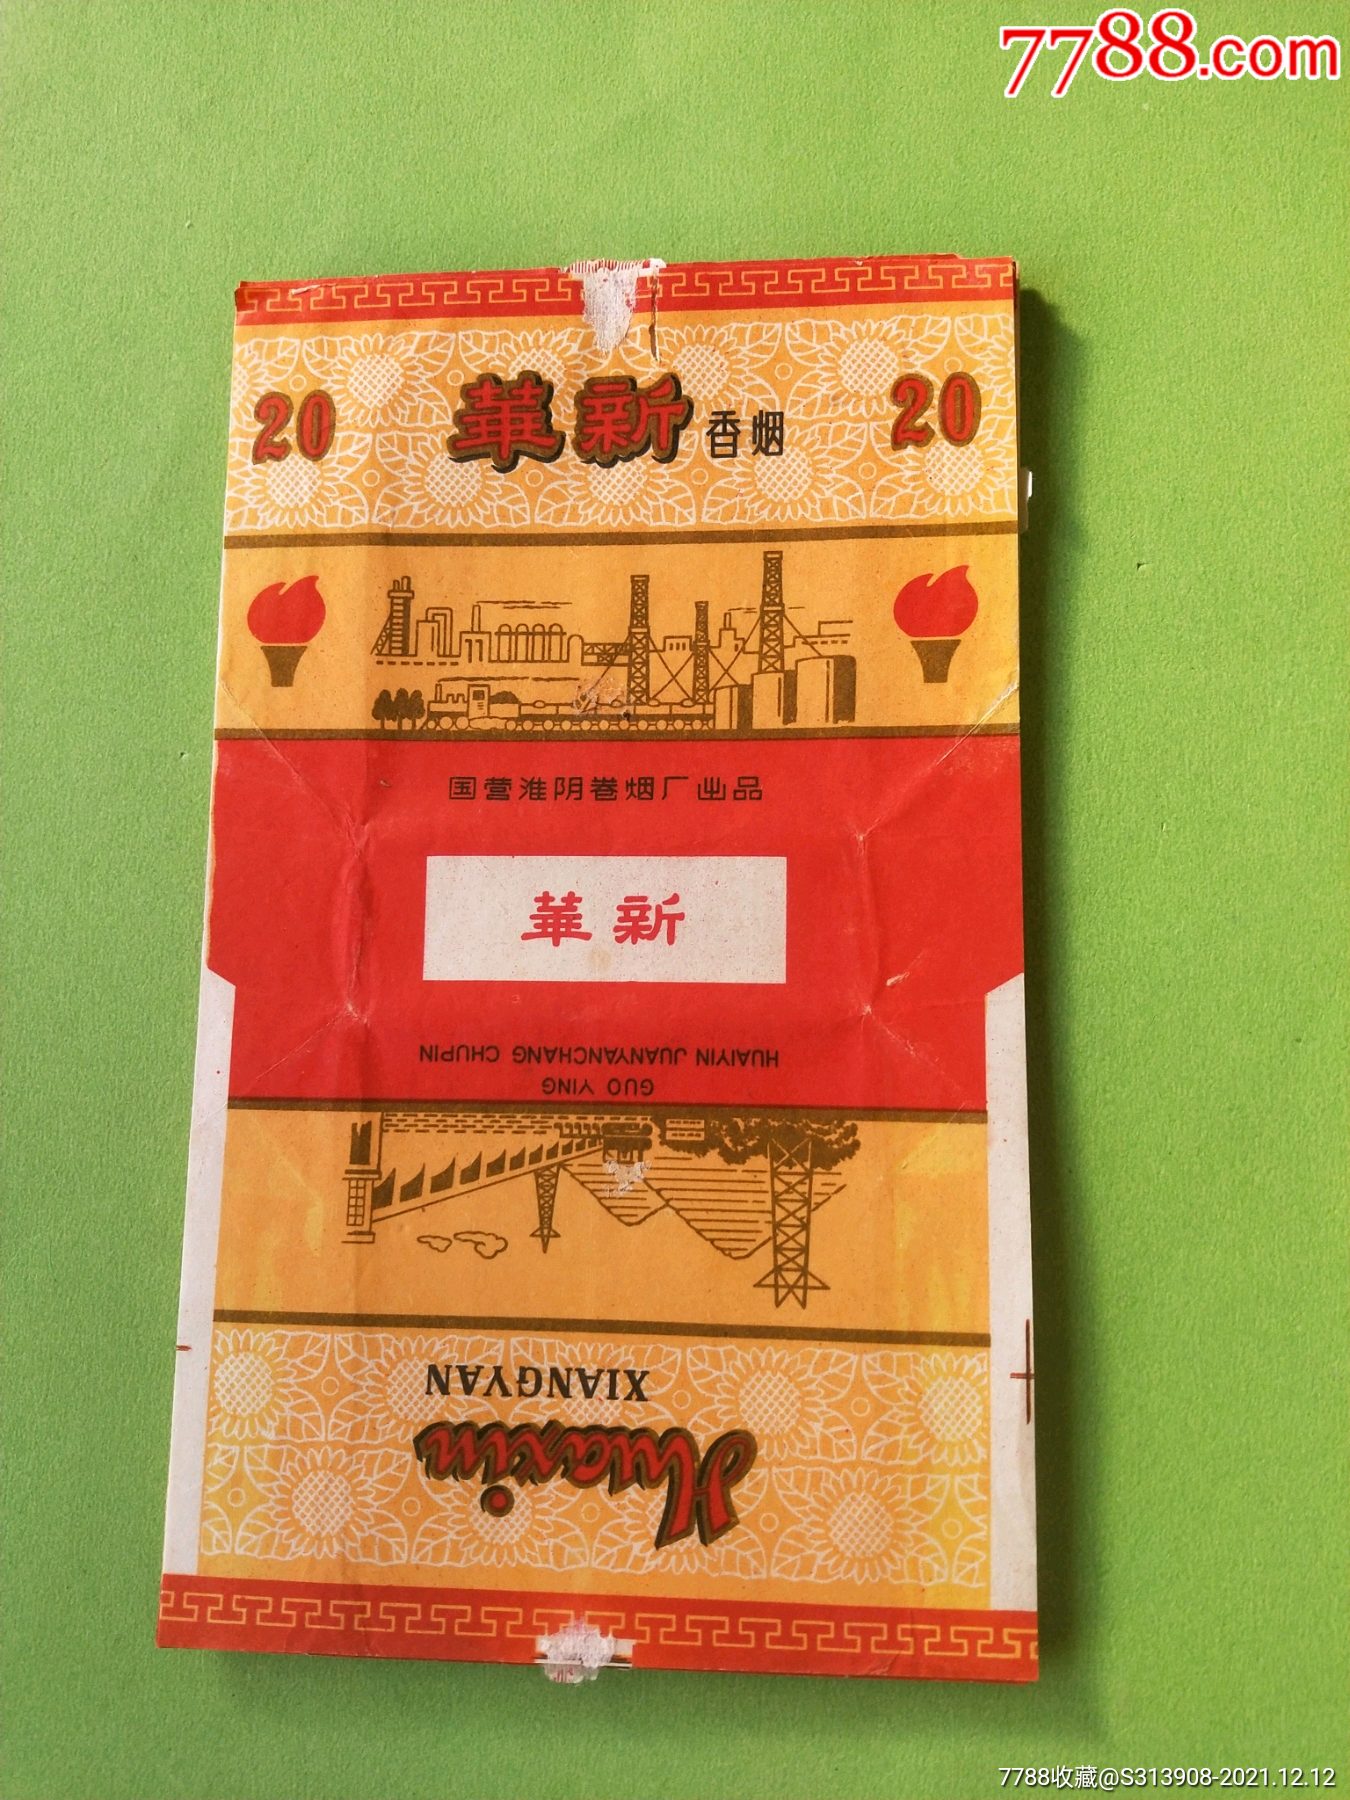 7788.com
20 華新香烟 20
国营淮阴卷烟厂出品
華新
GUO YING
HUAIYIN JUANYANCHANG CHUPIN
Huaxin
XIANGYAN
7788收藏@S313908-2021.12.12